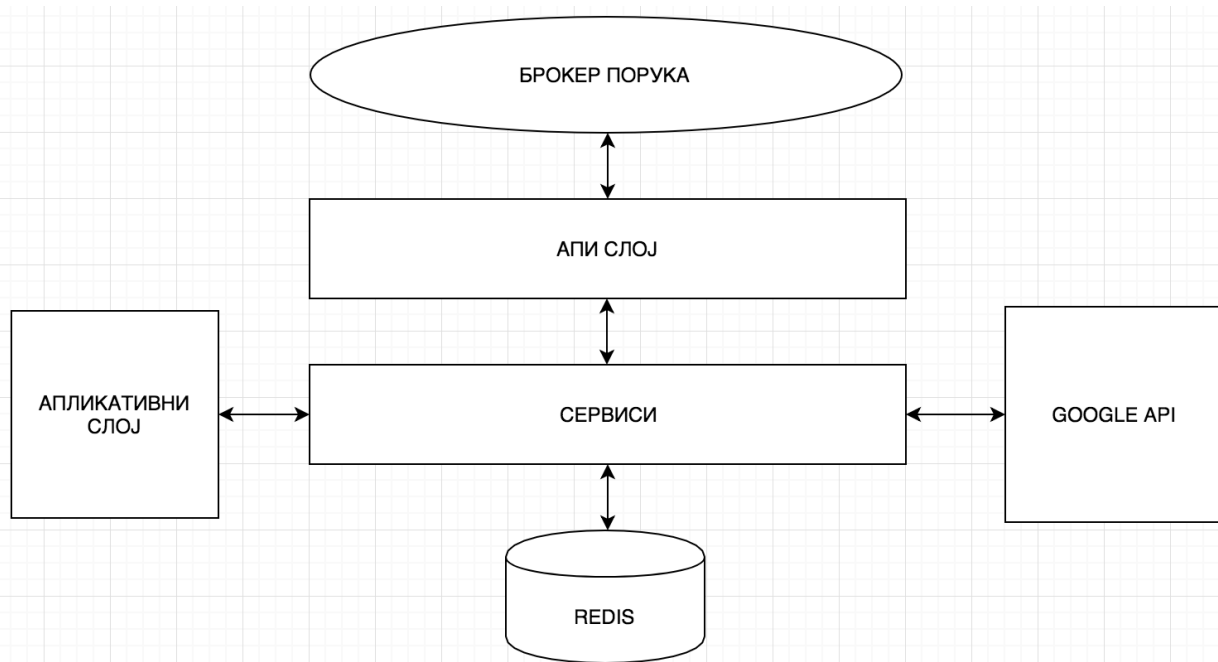 БРОКЕР ПОРУКА
АПИ СЛОЈ
АПЛИКАТИВНИ
СЛОЈ
СЕРВИСИ
GOOGLE API
REDIS